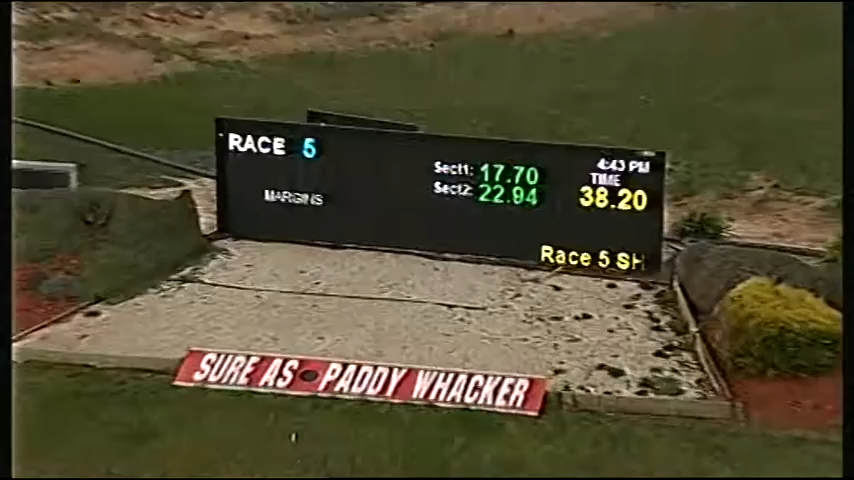 RACE 5
MARGINS
Sect1: 17.70
Sect2: 22.94
4:43 PM
TIME
38.20
Race 5 SH
SURE AS PADDY WHACKER